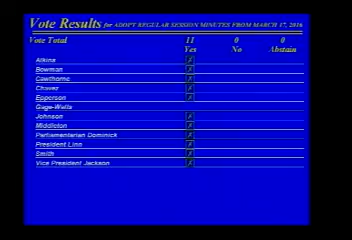 Vote Results for ADOPT REGULAR SESSION MINUTES FROM MARCH 17, 2016
Vote Total 11 0 0
Yes No Abstain
Atkins
Bowman
Cawthorne
Chavez
Epperson
Gage-Watts
Johnson
Middleton
Parliamentarian Dominick
President Linn
Smith
Vice President Jackson